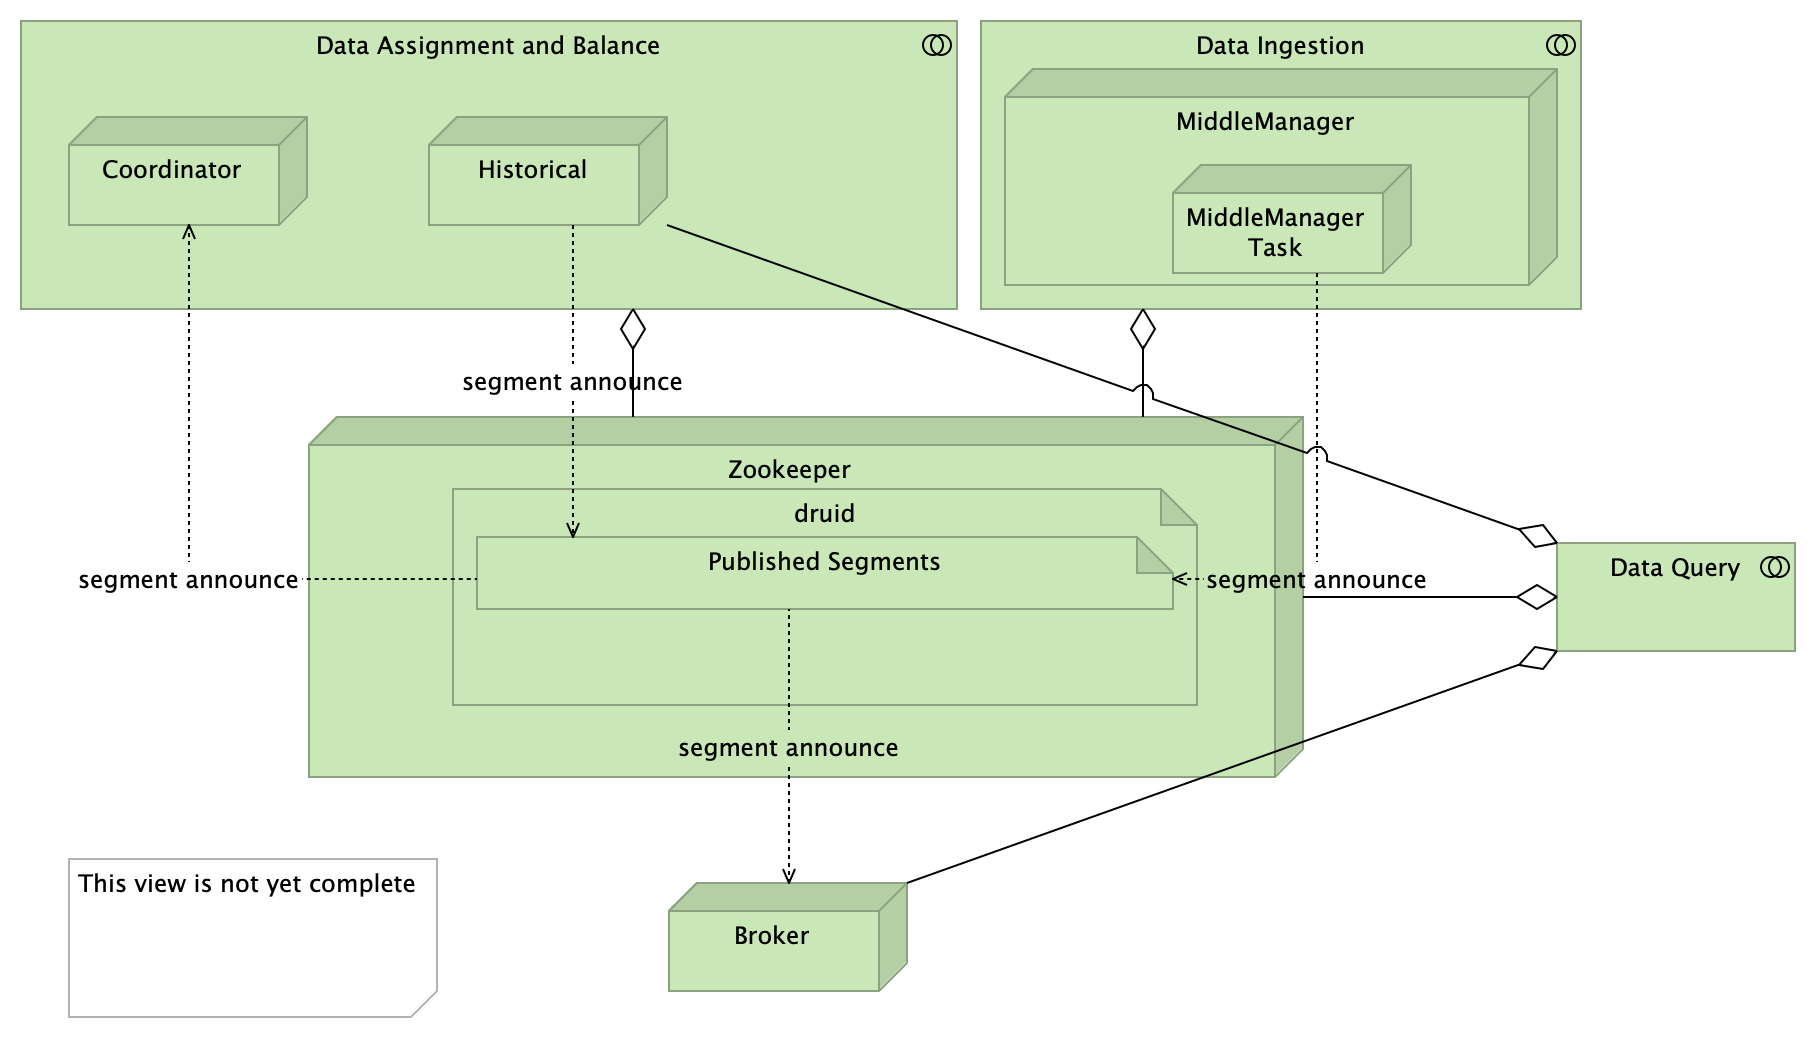 Data Assignment and Balance
Data Ingestion
Coordinator
Historical
MiddleManager
MiddleManager
Task
segment announce
Zookeeper
druid
Published Segments
segment announce
segment announce
Data Query
segment announce
This view is not yet complete
Broker